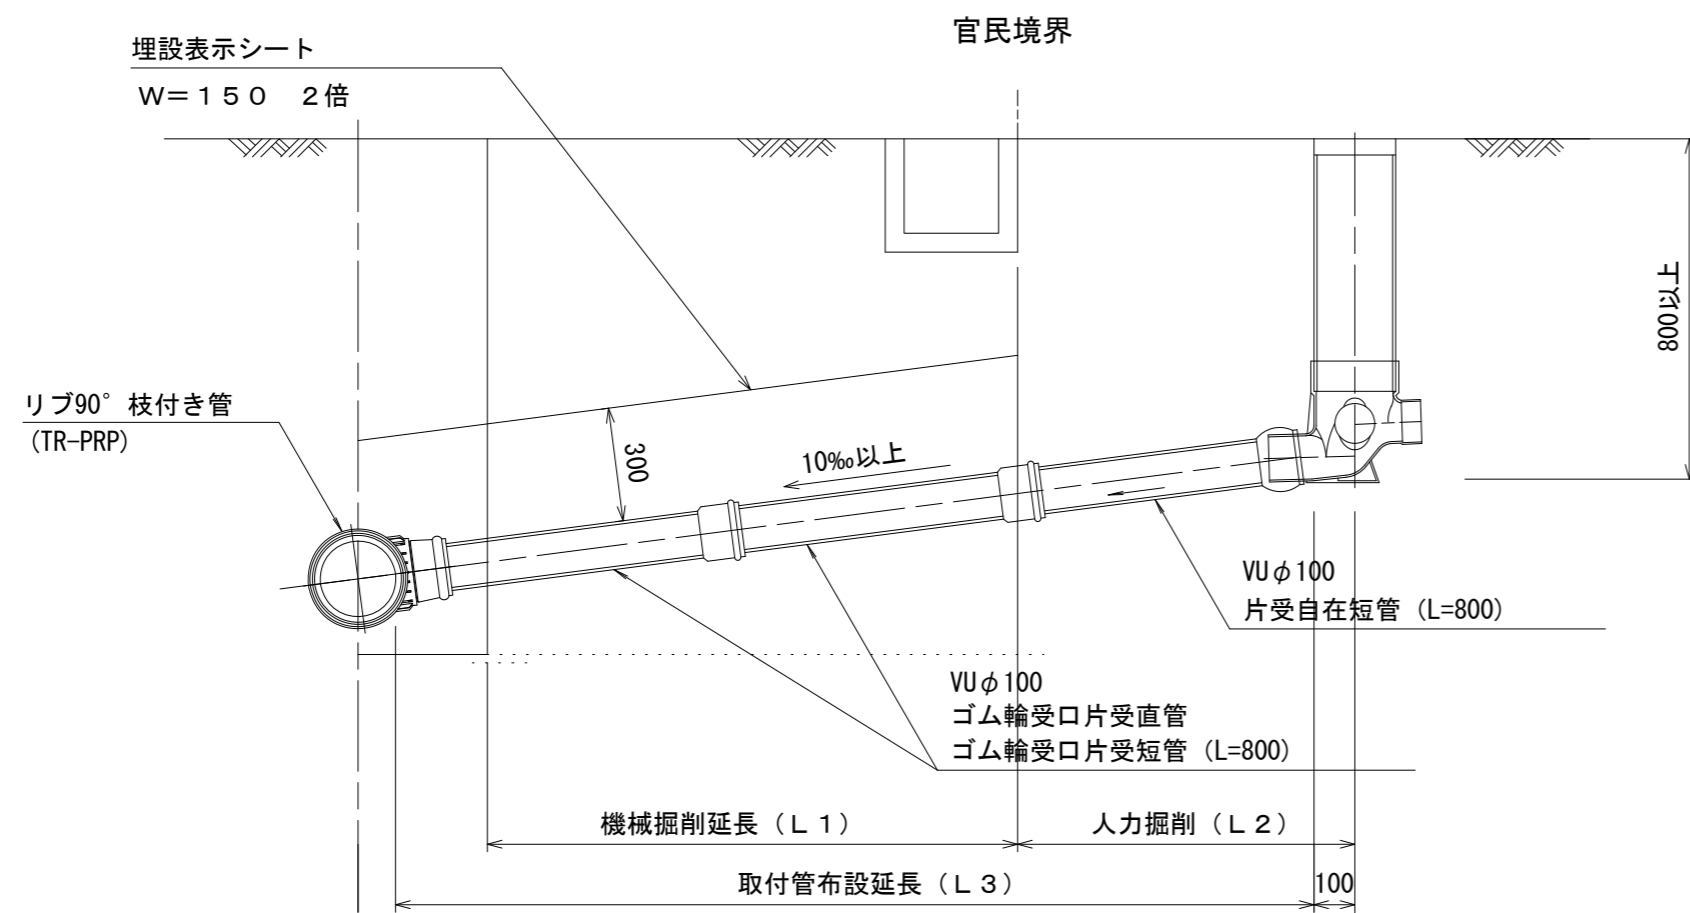 官民境界
埋設表示シート
W=150 2倍
800以上
リブ90°枝付き管
(TR-PRP)
300
10‰以上
VUφ100
片受自在短管 (L=800)
VUφ100
ゴム輪受口片受直管
ゴム輪受口片受短管 (L=800)
機械掘削延長(L1)
人力掘削(L2)
取付管布設延長(L3)
100